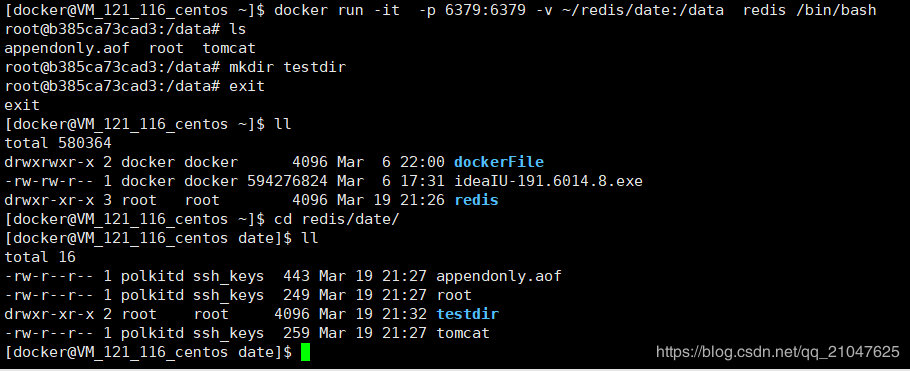 [docker@VM_121_116_centos ~]$ docker run -it  -p 6379:6379 -v ~/redis/date:/data  redis /bin/bash
root@b385ca73cad3:/data# ls
appendonly.aof  root  tomcat
root@b385ca73cad3:/data# mkdir testdir
root@b385ca73cad3:/data# exit
exit
[docker@VM_121_116_centos ~]$ ll
total 580364
drwxrwxr-x 2 docker docker      4096 Mar  6 22:00 dockerFile
-rw-rw-r-- 1 docker docker 594276824 Mar  6 17:31 ideaIU-191.6014.8.exe
drwxr-xr-x 3 root   root        4096 Mar 19 21:26 redis
[docker@VM_121_116_centos ~]$ cd redis/date/
[docker@VM_121_116_centos date]$ ll
total 16
-rw-r--r-- 1 polkitd ssh_keys  443 Mar 19 21:27 appendonly.aof
-rw-r--r-- 1 polkitd ssh_keys  249 Mar 19 21:27 root
drwxr-xr-x 2 root    root     4096 Mar 19 21:32 testdir
-rw-r--r-- 1 polkitd ssh_keys  259 Mar 19 21:27 tomcat
[docker@VM_121_116_centos date]$
https://blog.csdn.net/qq_21047625